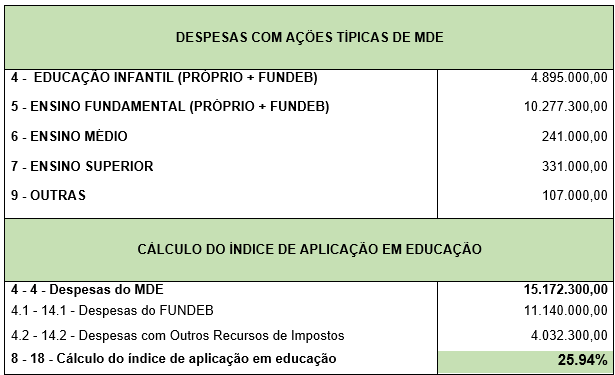 DESPESAS COM AÇÕES TÍPICAS DE MDE
4 - EDUCAÇÃO INFANTIL (PRÓPRIO + FUNDEB) 4.895.000,00
5 - ENSINO FUNDAMENTAL (PRÓPRIO + FUNDEB) 10.277.300,00
6 - ENSINO MÉDIO 241.000,00
7 - ENSINO SUPERIOR 331.000,00
9 - OUTRAS 107.000,00
CÁLCULO DO ÍNDICE DE APLICAÇÃO EM EDUCAÇÃO
4 - 4 - Despesas do MDE 15.172.300,00
4.1 - 14.1 - Despesas do FUNDEB 11.140.000,00
4.2 - 14.2 - Despesas com Outros Recursos de Impostos 4.032.300,00
8 - 18 - Cálculo do índice de aplicação em educação 25.94%